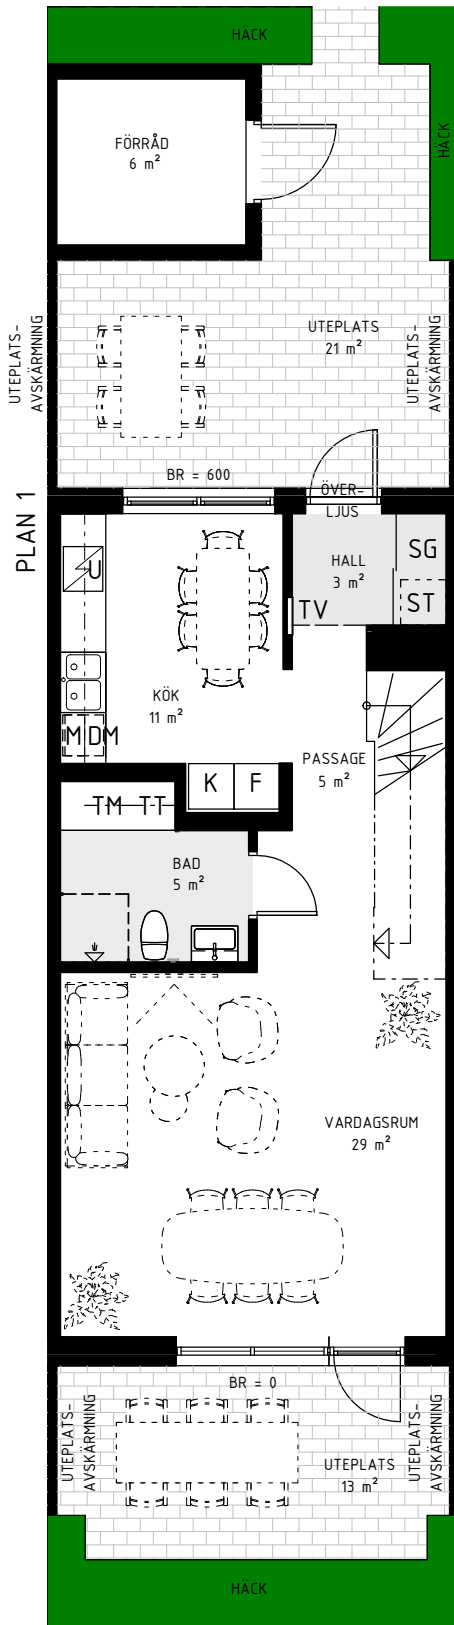 HÄCK
HÄCK
FÖRRÅD
6 m²
UTEPLATS
21 m²
UTEPLATS-
AVSKÄRMNING
UTEPLATS-
AVSKÄRMNING
BR = 600
ÖVER-
LJUS
PLAN 1
HALL
3 m²
SG
ST
TV
U
KÖK
11 m²
M DM
K
F
PASSAGE
5 m²
TM TT
BAD
5 m²
VARDAGSRUM
29 m²
BR = 0
UTEPLATS-
AVSKÄRMNING
UTEPLATS
13 m²
UTEPLATS-
AVSKÄRMNING
HÄCK